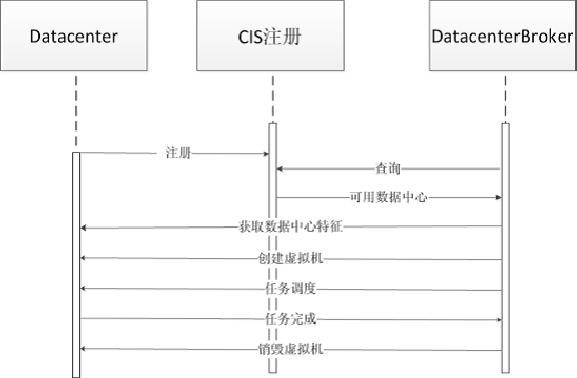 Datacenter
CIS注册
DatacenterBroker
注册
查询
可用数据中心
获取数据中心特征
创建虚拟机
任务调度
任务完成
销毁虚拟机